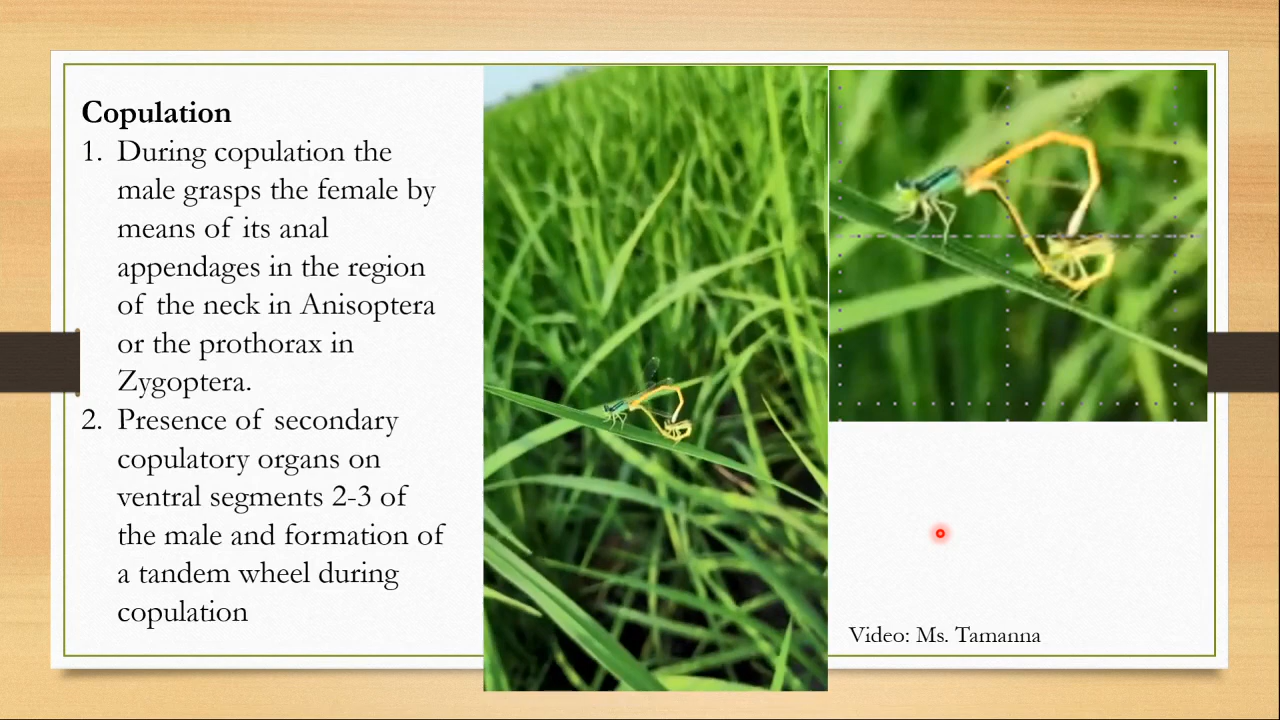 Copulation
1. During copulation the
male grasps the female by
means of its anal
appendages in the region
of the neck in Anisoptera
or the prothorax in
Zygoptera.
2. Presence of secondary
copulatory organs on
ventral segments 2-3 of
the male and formation of
a tandem wheel during
copulation
Video: Ms. Tamanna